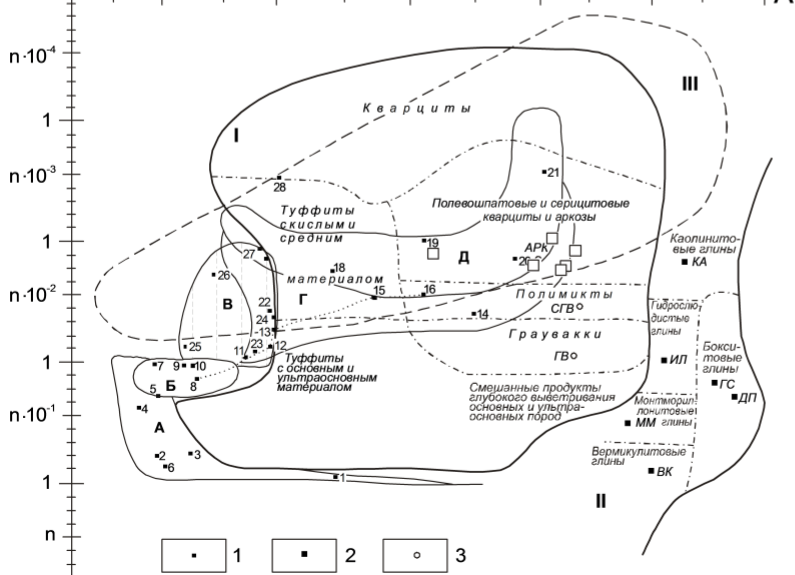 n·10⁻⁴
1
n·10⁻³
1
n·10⁻²
1
n·10⁻¹
1
n
I
II
III
Кварциты
28
21
Туффиты
с кислыми и
средним
материалом
Полевошпатовые и серицитовые
кварциты и аркозы
19
АРК
Д
27
26
18
15
16
В
Г
22
24
13
14
Полимикты
СГВ
Граувакки
ГВ
25
11
23
12
Туффиты
с основным и
ультраосновным
материалом
7
9
10
Б
8
5
4
А
2
6
3
1
Смешанные продукты
глубокого выветривания
основных и ультра-
основных пород
Каолинито-
вые глины
КА
Гидрослю-
дистые
глины
ИЛ
Бокси-
товые
глины
ГС
ДП
Монтморил-
лонитовые
глины
ММ
Вермикулитовые
глины
ВК
1
2
3